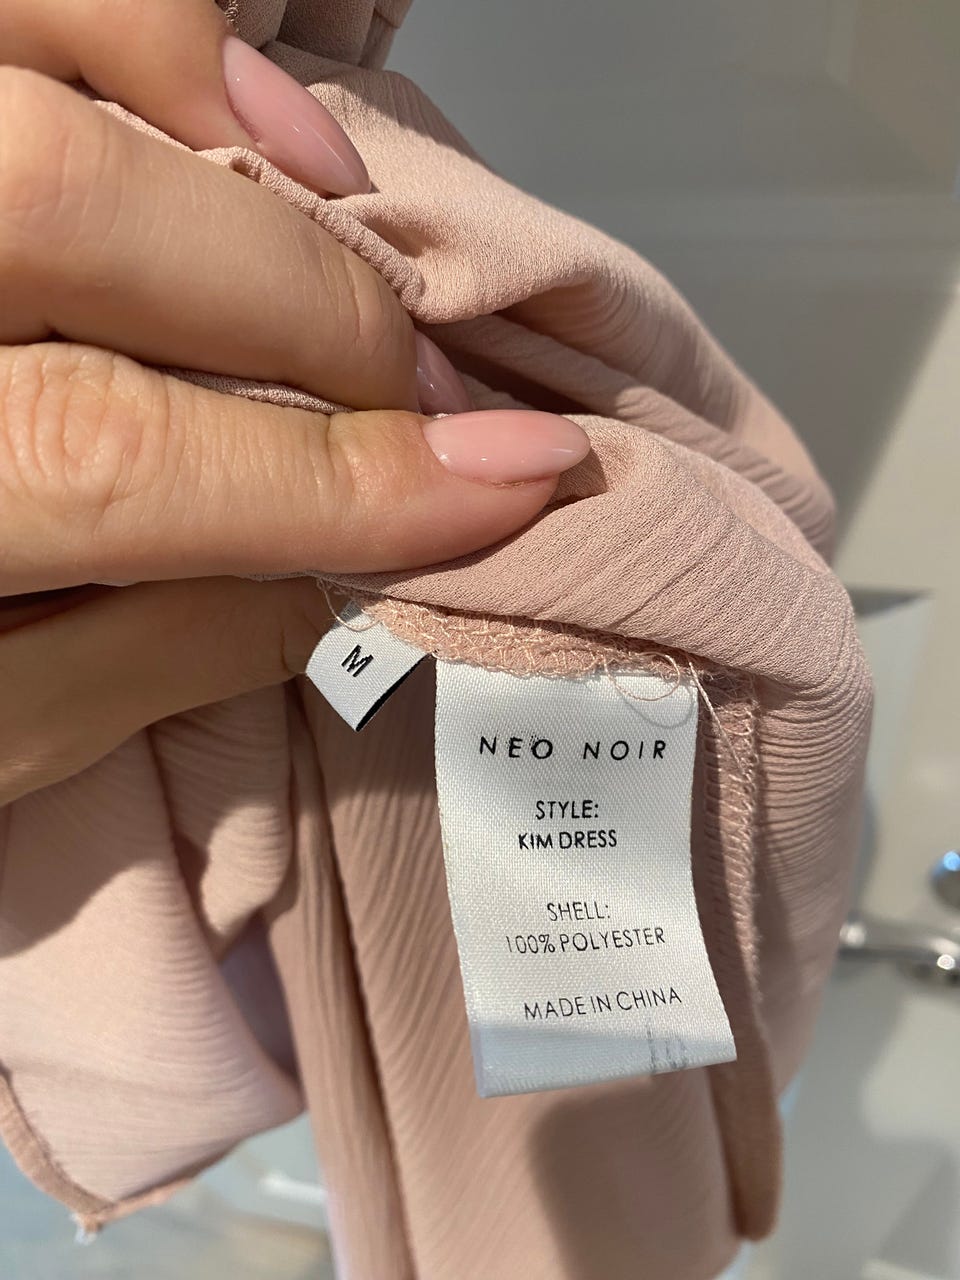 M
NEO NOIR
STYLE:
KIM DRESS
SHELL:
100% POLYESTER
MADE IN CHINA